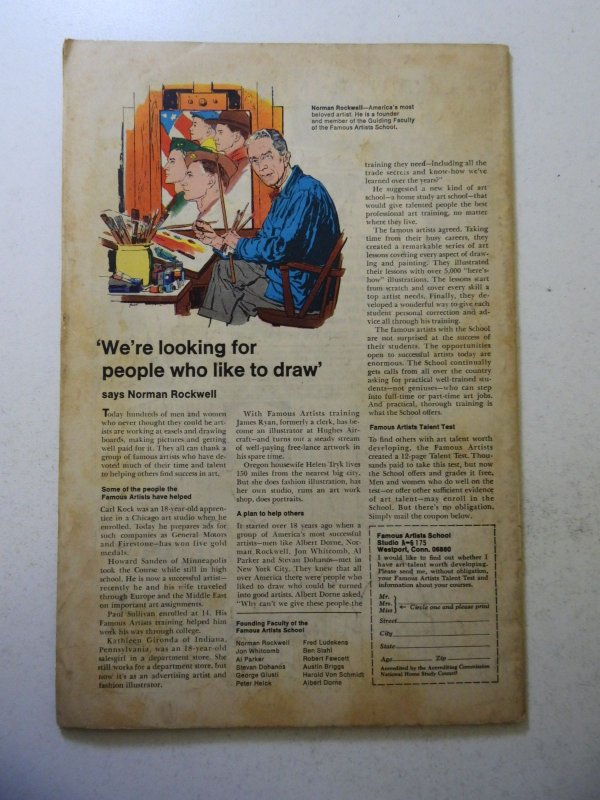 Norman Rockwell—America's most
beloved artist. He is a founder
and member of the Guiding Faculty
of the Famous Artists School.
'We're looking for
people who like to draw'
says Norman Rockwell
Today hundreds of men and women
who never thought they could be art-
ists are working at easels and drawing
boards, making pictures and getting
well paid for it. They all can thank a
group of famous artists who have de-
voted much of their time and talent
to helping others find success in art.
Some of the people the
Famous Artists have helped
Carl Kock was an 18-year-old appren-
tice in a Chicago art studio when he
enrolled. Today he prepares ads for
such companies as General Motors
and Firestone—has won five gold
medals.
Howard Sanden of Minneapolis
took the Course while still in high
school. He is now a successful artist—
recently he and his wife traveled
through Europe and the Middle East
on important art assignments.
Paul Sullivan enrolled at 14. His
Famous Artists training helped him
work his way through college.
Kathleen Gironda of Indiana,
Pennsylvania, was an 18-year-old
salesgirl in a department store. She
still works for a department store, but
now it's as an advertising artist and
fashion illustrator.
With Famous Artists training
James Ryan, formerly a clerk, has be-
come an illustrator at Hughes Air-
craft—and turns out a steady stream
of well-paying free-lance artwork in
his spare time.
Oregon housewife Helen Tryk lives
150 miles from the nearest big city.
But she does fashion illustration, has
her own studio, runs an art work
shop, does portraits.
A plan to help others
It started over 18 years ago when a
group of America's most successful
artists—men like Albert Dorne, Nor-
man Rockwell, Jon Whitcomb, Al
Parker and Stevan Dohanos—met in
New York City. They knew that all
over America there were people who
liked to draw who could be turned
into good artists. Albert Dorne asked,
"Why can't we give these people the
Founding Faculty of the
Famous Artists School
Norman Rockwell
Jon Whitcomb
Al Parker
Stevan Dohanos
George Giusti
Peter Helck
Fred Ludekens
Ben Stahl
Robert Fawcett
Austin Briggs
Harold Von Schmidt
Albert Dorne
training they need—including all the
trade secrets and know-how we've
learned over the years?"
He suggested a new kind of art
school—a home study art school—that
would give talented people the best
professional art training, no matter
where they live.
The famous artists agreed. Taking
time from their busy careers, they
created a remarkable series of art
lessons covering every aspect of draw-
ing and painting. They illustrated
their lessons with over 5,000 "here's-
how" illustrations. The lessons start
from scratch and cover every skill a
top artist needs. Finally, they de-
veloped a wonderful way to give each
student personal correction and ad-
vice all through his training.
The famous artists with the School
are not surprised at the success of
their students. The opportunities
open to successful artists today are
enormous. The School continually
gets calls from all over the country
asking for practical well-trained stu-
dents—not geniuses—who can step
into full-time or part-time art jobs.
And practical, thorough training is
what the School offers.
Famous Artists Talent Test
To find others with art talent worth
developing, the Famous Artists
created a 12-page Talent Test. Thou-
sands paid to take this test, but now
the School offers and grades it free.
Men and women who do well on the
test—or offer other sufficient evidence
of art talent—may enroll in the
School. But there's no obligation.
Simply mail the coupon below.
Famous Artists School
Studio 6175
Westport, Conn. 06880
I would like to find out whether I
have art talent worth developing.
Please send me, without obligation,
your Famous Artists Talent Test and
information about your courses.
Mr.
Mrs.
Miss
Circle one and please print
Street
City
State
Age Zip
Accredited by the Accrediting Commission
National Home Study Council